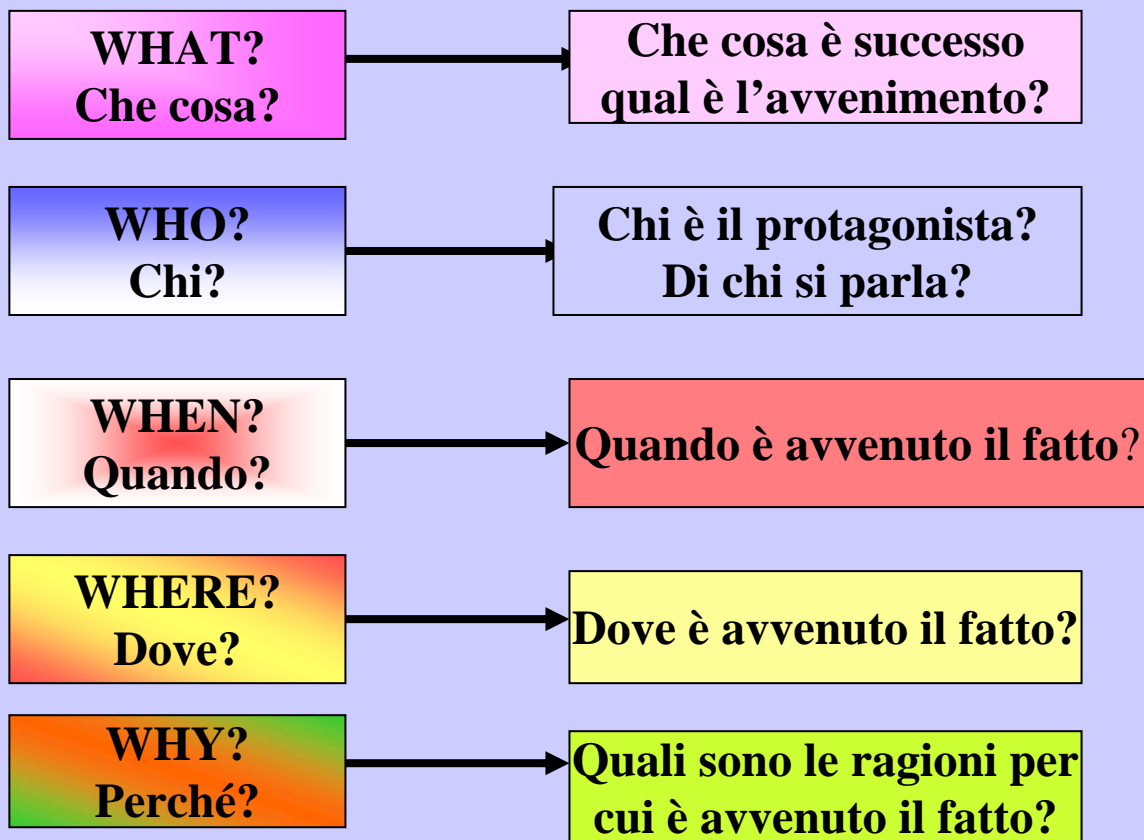 WHAT?
Che cosa?
Che cosa è successo
qual è l’avvenimento?
WHO?
Chi?
Chi è il protagonista?
Di chi si parla?
WHEN?
Quando?
Quando è avvenuto il fatto?
WHERE?
Dove?
Dove è avvenuto il fatto?
WHY?
Perché?
Quali sono le ragioni per
cui è avvenuto il fatto?